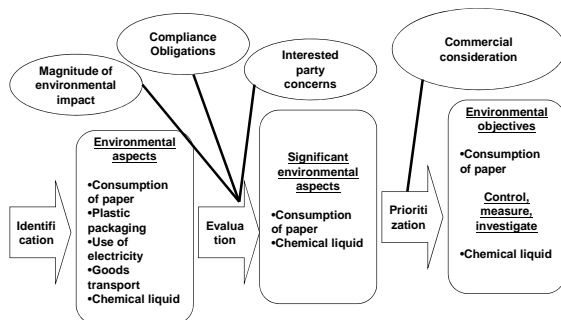 Compliance
Obligations
Interested
party
concerns
Commercial
consideration
Magnitude of
environmental
impact
Identifi
cation
Environmental
aspects
•Consumption
of paper
•Plastic
packaging
•Use of
electricity
•Goods
transport
•Chemical liquid
Evalua
tion
Significant
environmental
aspects
•Consumption
of paper
•Chemical liquid
Prioriti
zation
Environmental
objectives
•Consumption
of paper
Control,
measure,
investigate
•Chemical liquid